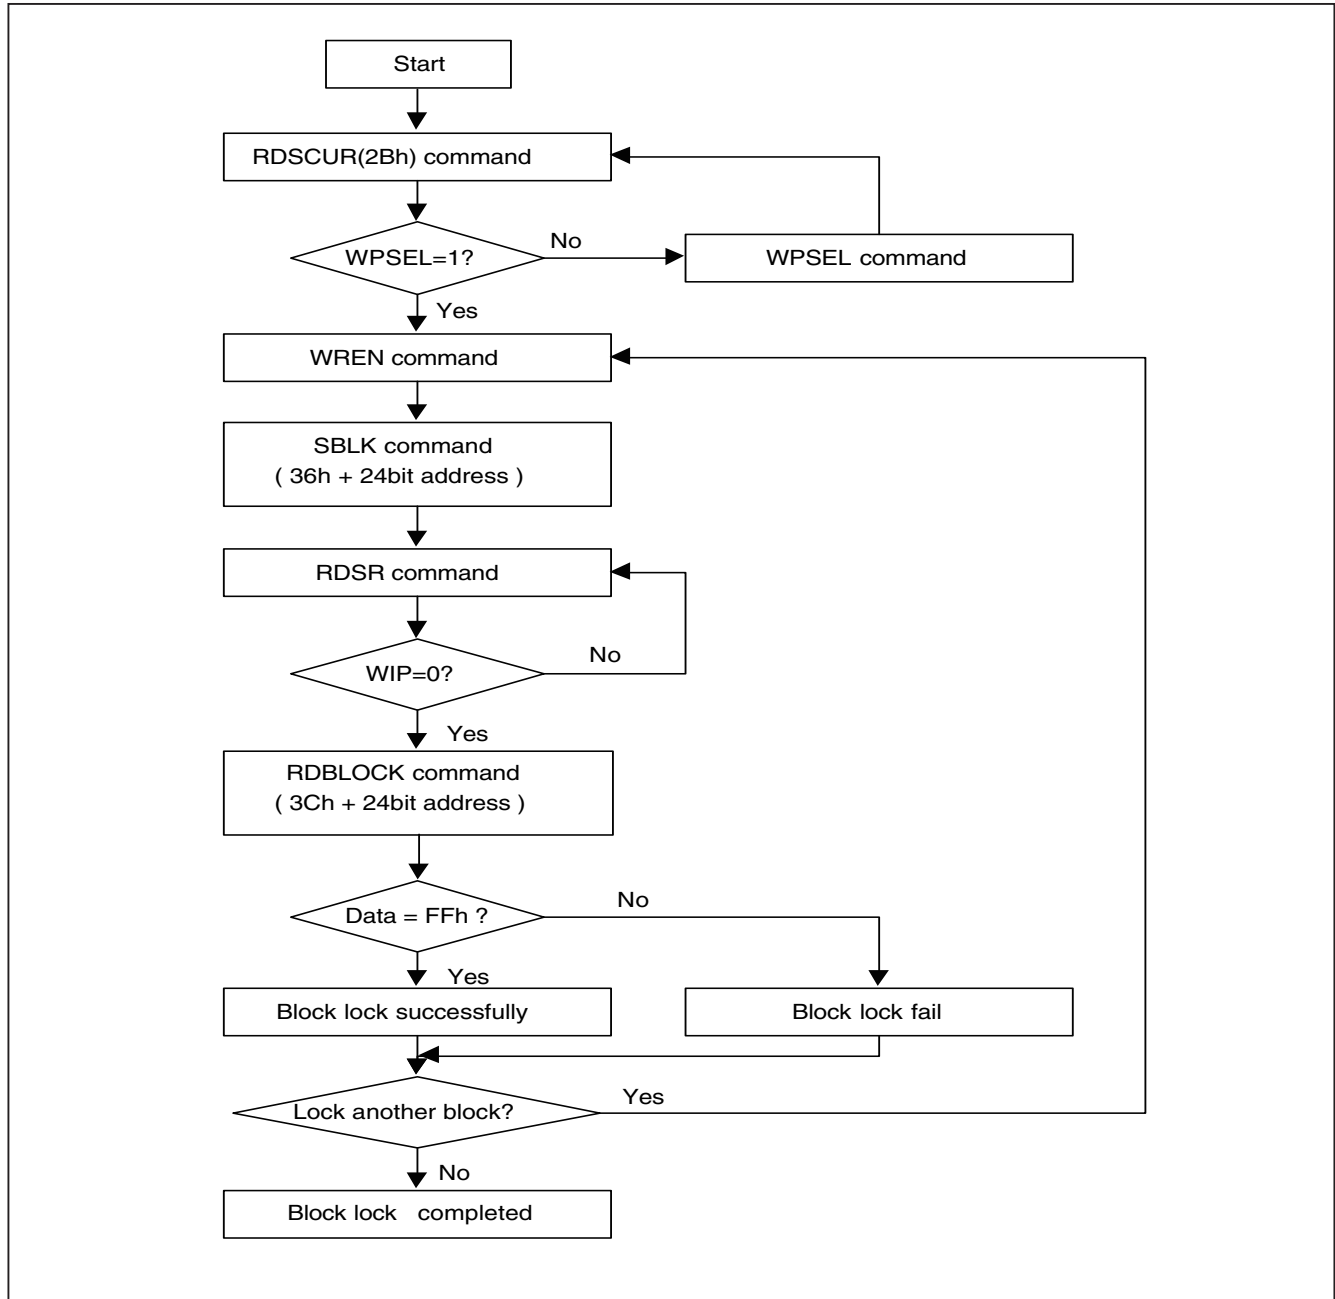 Start
RDSCUR(2Bh) command
WPSEL=1?
No
WPSEL command
Yes
WREN command
SBLK command
( 36h + 24bit address )
RDSR command
WIP=0?
No
Yes
RDBLOCK command
( 3Ch + 24bit address )
Data = FFh ?
No
Yes
Block lock successfully
Block lock fail
Lock another block?
Yes
No
Block lock completed